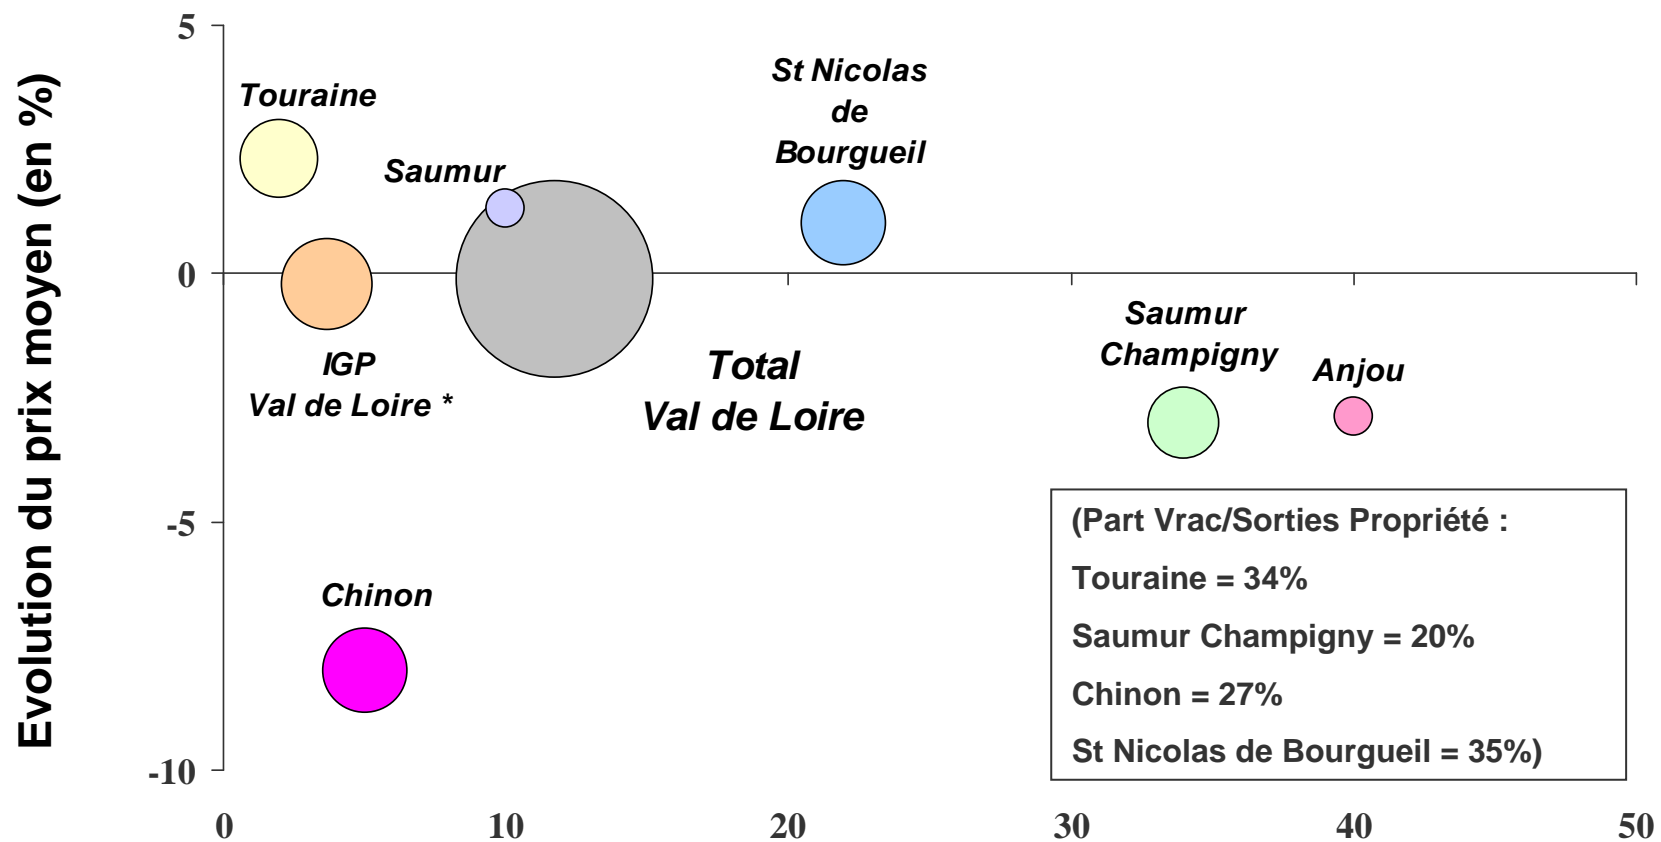 Evolution du prix moyen (en %)
5
0
-5
-10
Touraine
Saumur
St Nicolas
de
Bourgueil
IGP
Val de Loire *
Total
Val de Loire
Saumur
Champigny
Anjou
Chinon
(Part Vrac/Sorties Propriété :
Touraine = 34%
Saumur Champigny = 20%
Chinon = 27%
St Nicolas de Bourgueil = 35%)
0 10 20 30 40 50